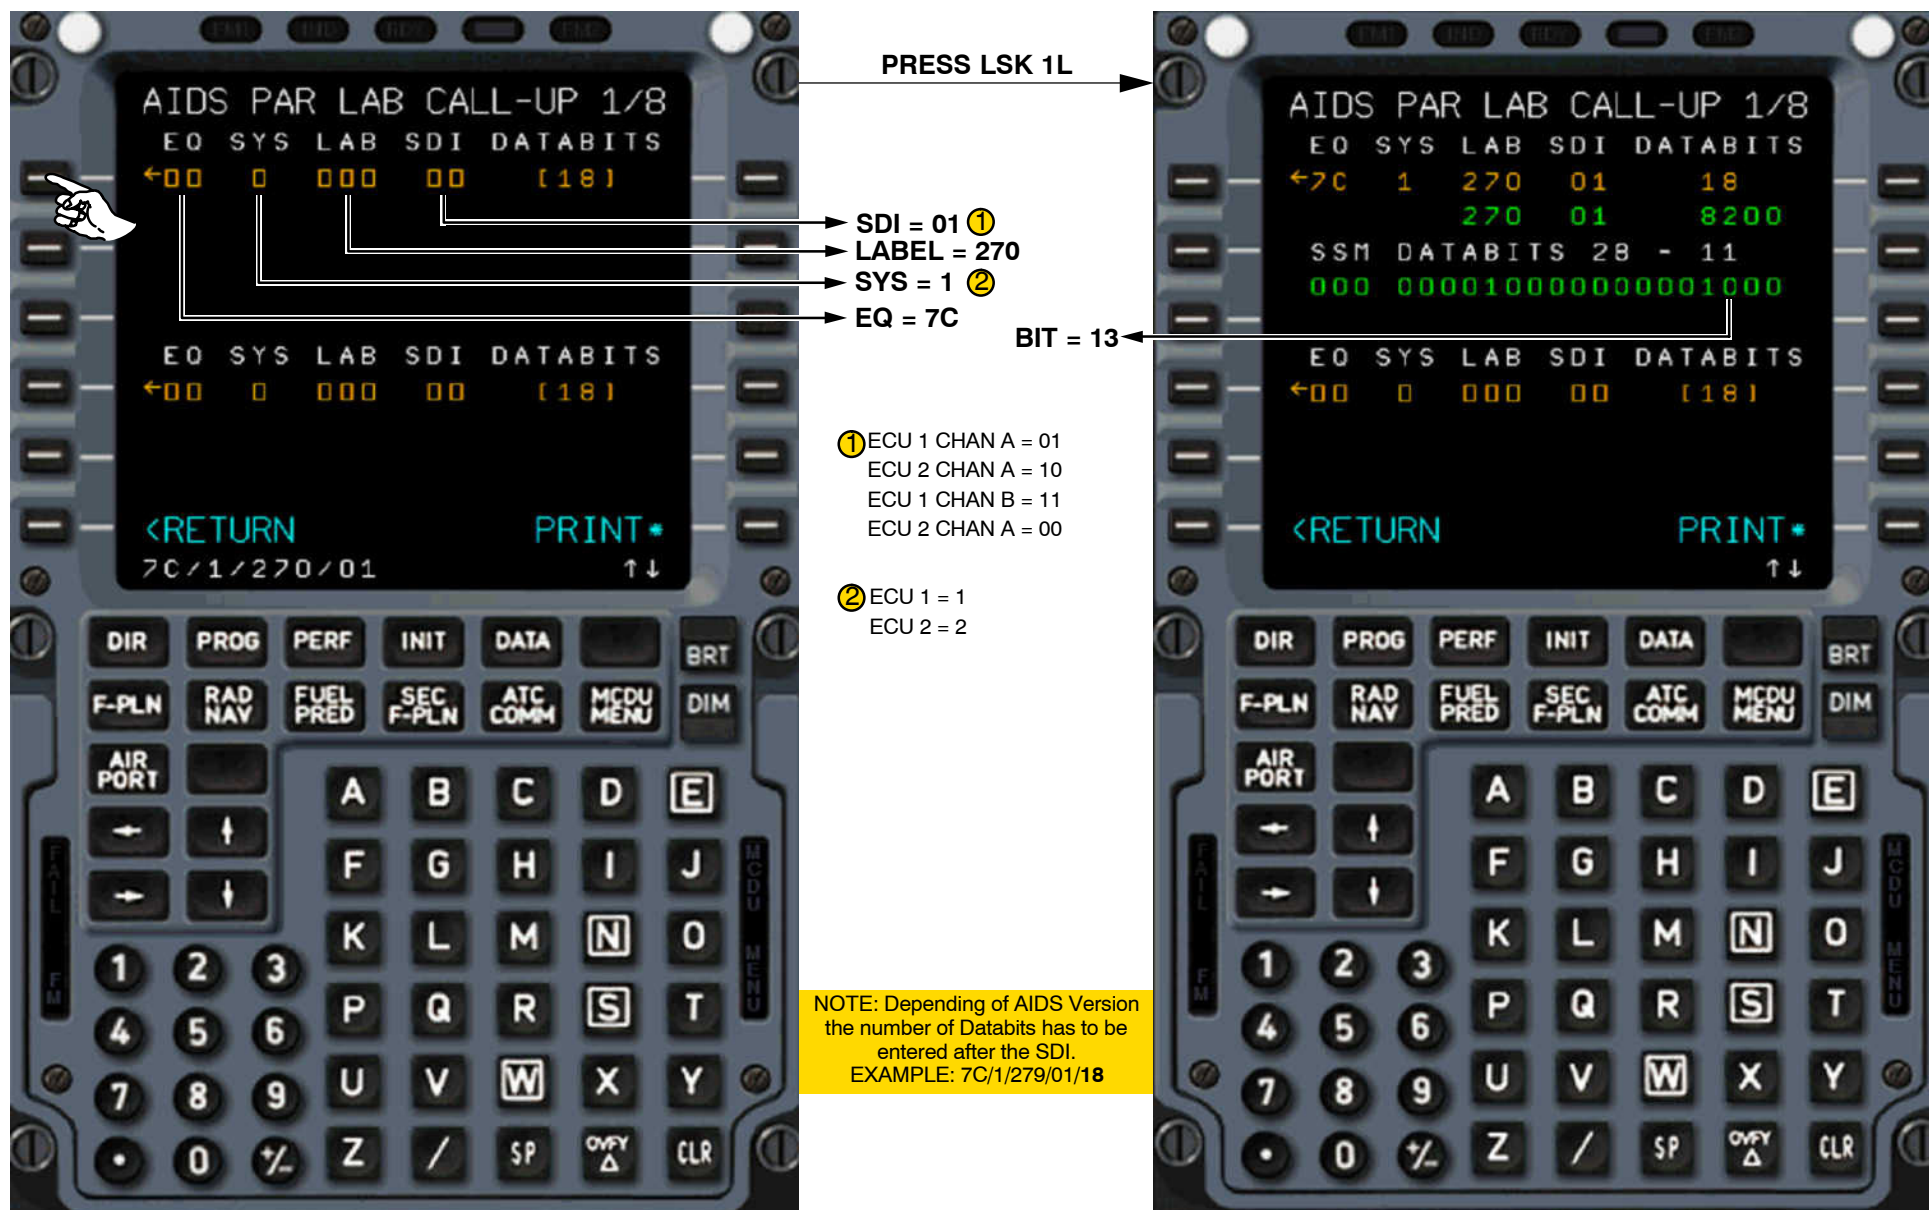 AIDS PAR LAB CALL-UP 1/8
EQ SYS LAB SDI DATABITS
←00 0 000 00 [18]
EQ SYS LAB SDI DATABITS
←00 0 000 00 [18]
<RETURN PRINT*
7C/1/270/01 ↑↓
DIR PROG PERF INIT DATA BRT
F-PLN RAD NAV FUEL PRED SEC F-PLN ATC COMM MCDU MENU DIM
AIR PORT
← ↑
→ ↓
A B C D E
F G H I J
K L M N O
P Q R S T
U V W X Y
Z / SP OVFY Δ CLR
1 2 3
4 5 6
7 8 9
• 0 +/-
FAIL FM
MCDU MENU
PRESS LSK 1L
SDI = 01 1
LABEL = 270
SYS = 1 2
EQ = 7C
BIT = 13
1 ECU 1 CHAN A = 01
ECU 2 CHAN A = 10
ECU 1 CHAN B = 11
ECU 2 CHAN A = 00
2 ECU 1 = 1
ECU 2 = 2
NOTE: Depending of AIDS Version
the number of Databits has to be
entered after the SDI.
EXAMPLE: 7C/1/279/01/18
AIDS PAR LAB CALL-UP 1/8
EQ SYS LAB SDI DATABITS
←7C 1 270 01 18
270 01 8200
SSM DATABITS 28 - 11
000 000010000000001000
EQ SYS LAB SDI DATABITS
←00 0 000 00 [18]
<RETURN PRINT*
↑↓
DIR PROG PERF INIT DATA BRT
F-PLN RAD NAV FUEL PRED SEC F-PLN ATC COMM MCDU MENU DIM
AIR PORT
← ↑
→ ↓
A B C D E
F G H I J
K L M N O
P Q R S T
U V W X Y
Z / SP OVFY Δ CLR
1 2 3
4 5 6
7 8 9
• 0 +/-
FAIL FM
MCDU MENU